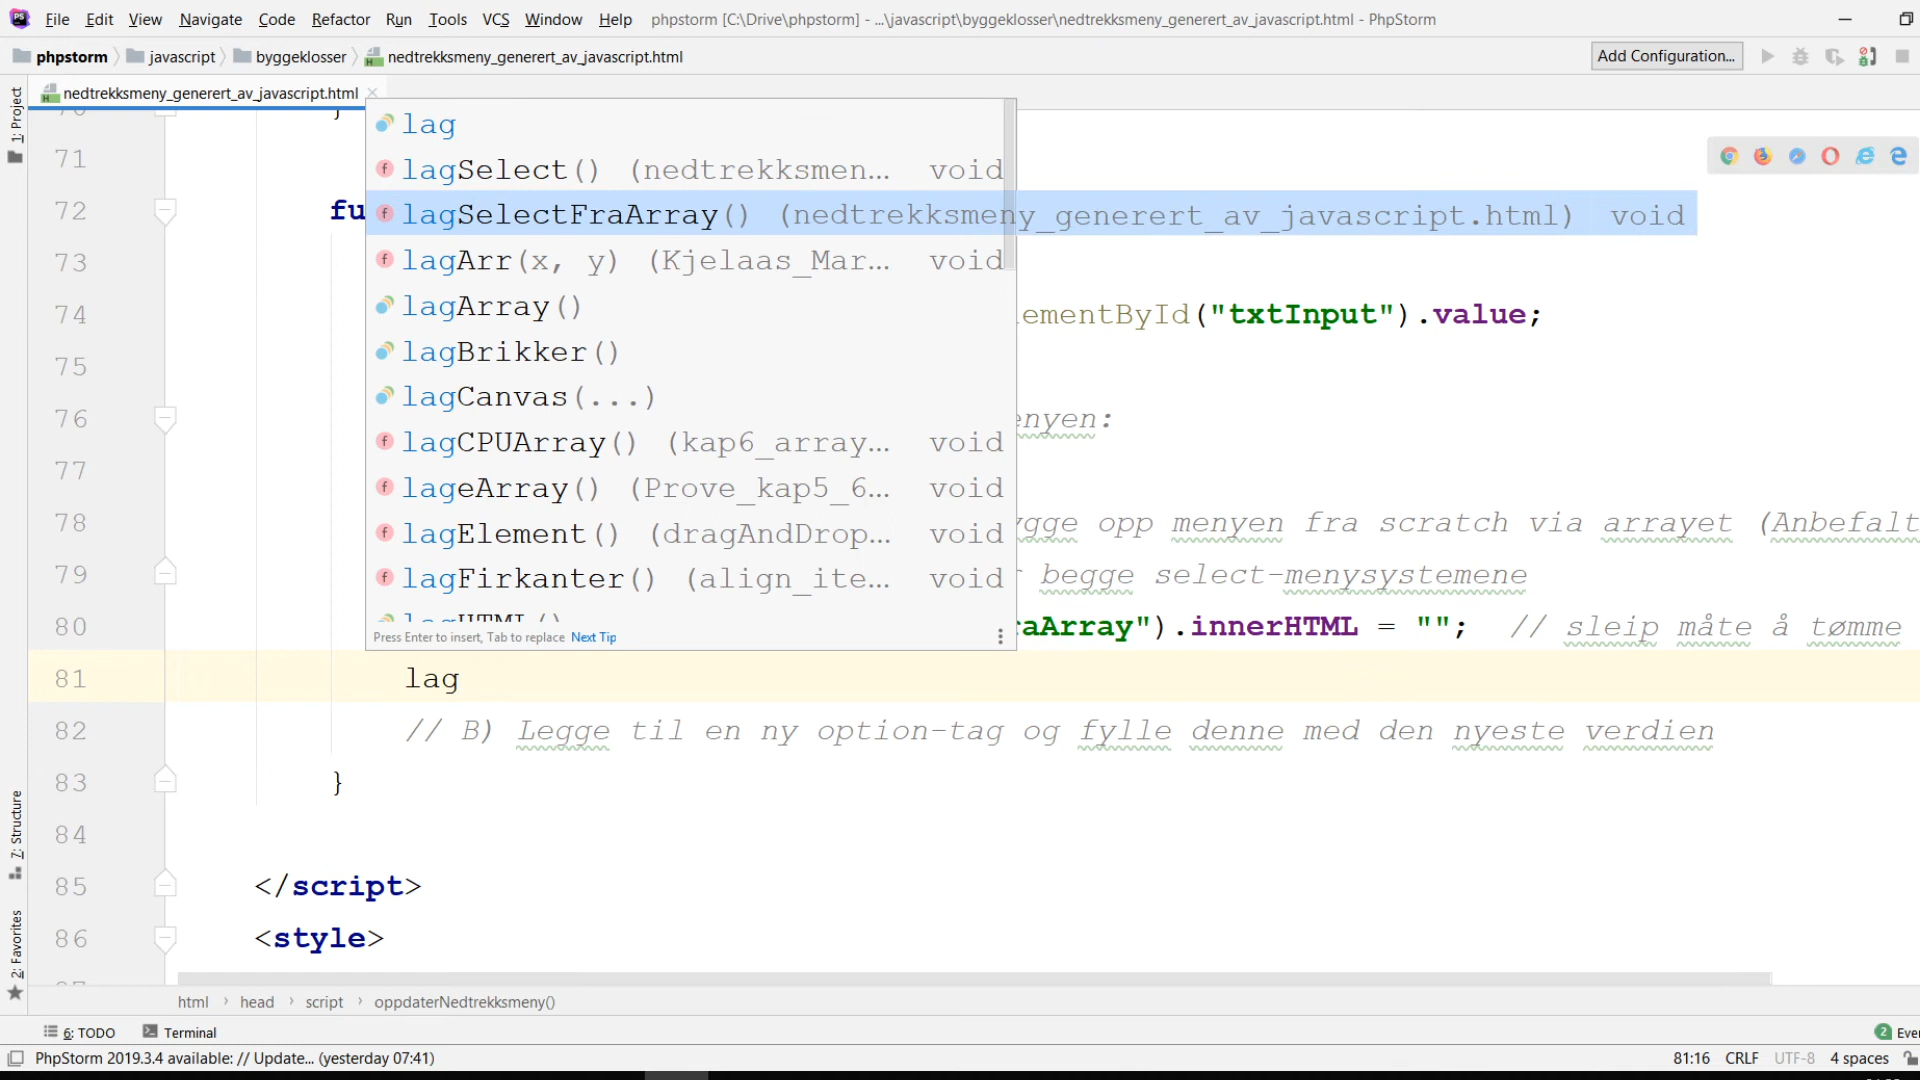 File Edit View Navigate Code Refactor Run Tools VCS Window Help phpstorm [C:\Drive\phpstorm] - ...\javascript\byggeklosser\nedtrekksmeny_generert_av_javascript.html - PhpStorm
phpstorm javascript byggeklosser nedtrekksmeny_generert_av_javascript.html Add Configuration...
nedtrekksmeny_generert_av_javascript.html
1: Project
lag
71 lagSelect() (nedtrekksmen... void
72 fu lagSelectFraArray() (nedtrekksmeny_generert_av_javascript.html) void
73 lagArr(x, y) (Kjelaas_Mar... void
74 lagArray() ementById("txtInput").value;
75 lagBrikker()
76 lagCanvas(...) enyen:
77 lagCPUArray() (kap6_array... void
lageArray() (Prove_kap5_6... void
78 lagElement() (dragAndDrop... void ygge opp menyen fra scratch via arrayet (Anbefalt
79 lagFirkanter() (align_ite... void begge select-menysystemene
80 lagHTML() raArray").innerHTML = ""; // sleip måte å tømme
Press Enter to insert, Tab to replace Next Tip
81 lag
82 // B) Legge til en ny option-tag og fylle denne med den nyeste verdien
83 }
84
85 </script>
86 <style>
7: Structure
2: Favorites
html head script oppdaterNedtrekksmeny()
6: TODO Terminal 2 Eve
PhpStorm 2019.3.4 available: // Update... (yesterday 07:41) 81:16 CRLF UTF-8 4 spaces